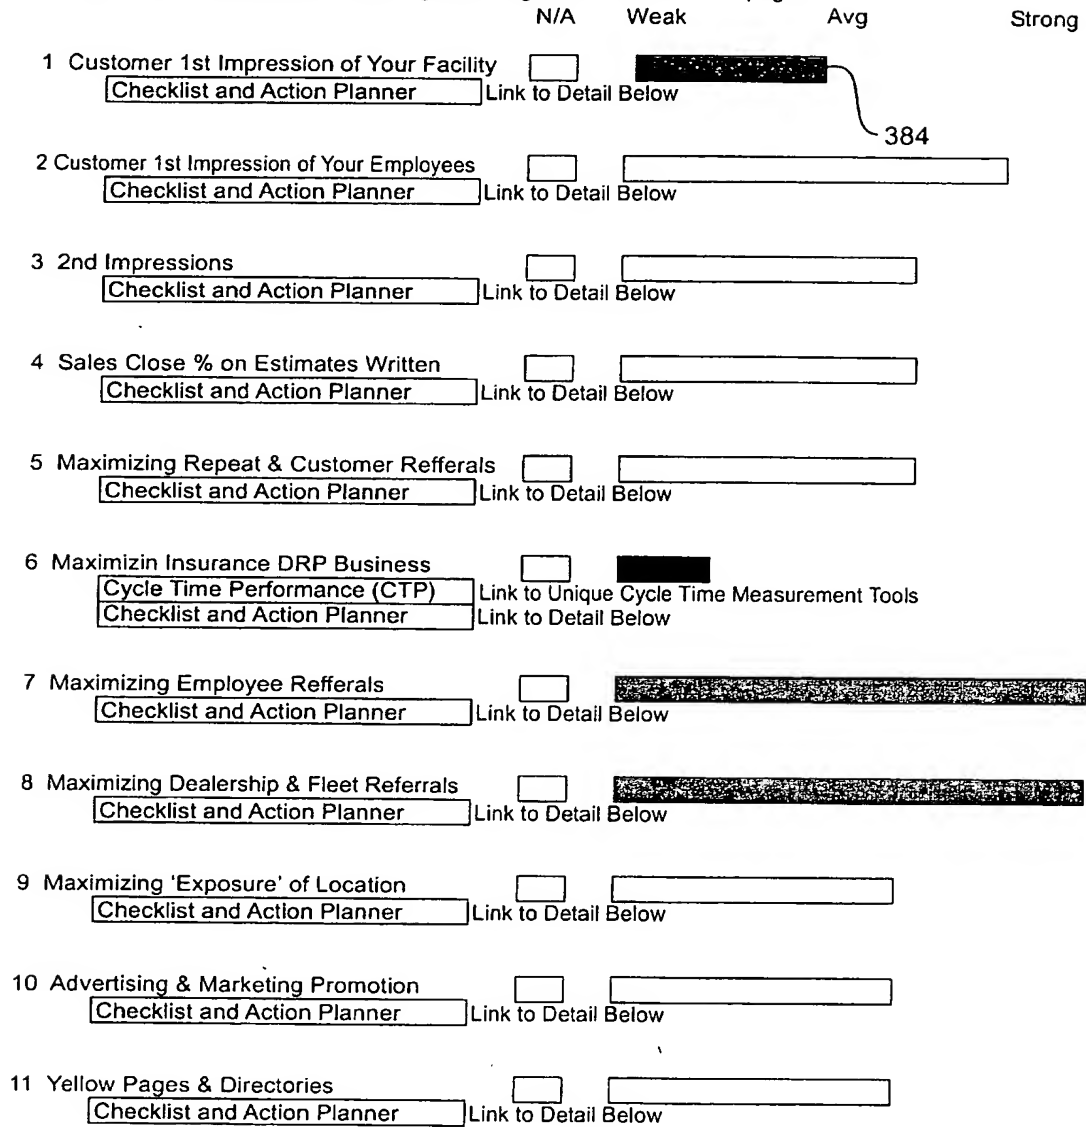 N/A Weak Avg Strong
1 Customer 1st Impression of Your Facility
Checklist and Action Planner Link to Detail Below
384
2 Customer 1st Impression of Your Employees
Checklist and Action Planner Link to Detail Below
3 2nd Impressions
Checklist and Action Planner Link to Detail Below
4 Sales Close % on Estimates Written
Checklist and Action Planner Link to Detail Below
5 Maximizing Repeat & Customer Refferals
Checklist and Action Planner Link to Detail Below
6 Maximizin Insurance DRP Business
Cycle Time Performance (CTP) Link to Unique Cycle Time Measurement Tools
Checklist and Action Planner Link to Detail Below
7 Maximizing Employee Refferals
Checklist and Action Planner Link to Detail Below
8 Maximizing Dealership & Fleet Referrals
Checklist and Action Planner Link to Detail Below
9 Maximizing 'Exposure' of Location
Checklist and Action Planner Link to Detail Below
10 Advertising & Marketing Promotion
Checklist and Action Planner Link to Detail Below
11 Yellow Pages & Directories
Checklist and Action Planner Link to Detail Below